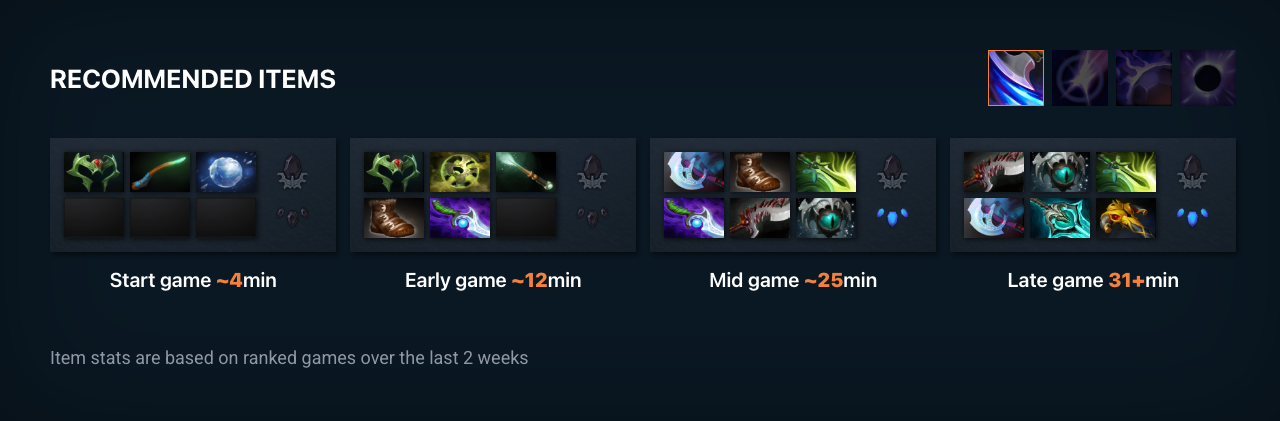 RECOMMENDED ITEMS
Start game ~4min
Early game ~12min
Mid game ~25min
Late game 31+min
Item stats are based on ranked games over the last 2 weeks